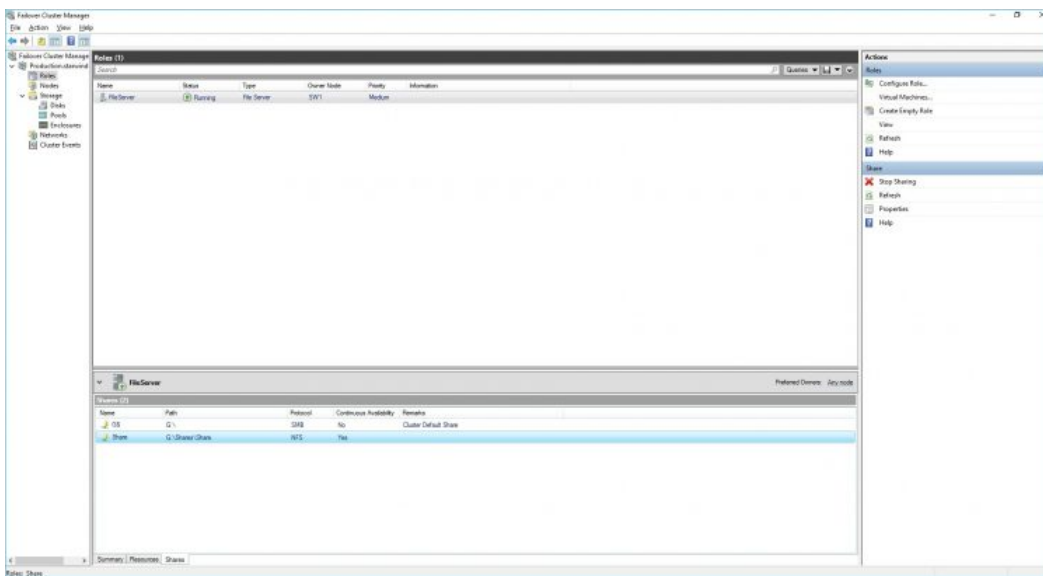 Failover Cluster Manager
File Action View Help
Failover Cluster Manage
Roles
Nodes
Storage
Disks
Pools
Enclosures
Networks
Cluster Events
Roles (1)
Search
Queries
Name Status Type Owner Node Priority Information
FileServer Running File Server SW1 Medium
FileServer
Preferred Owners: Any node
Shares (2)
Name Path Protocol Continuous Availability Remarks
G:\ SMB No Cluster Default Share
Share G:\Shares\Share NFS Yes
Summary Resources Shares
Actions
Roles
Configure Role...
Virtual Machines...
Create Empty Role
View
Refresh
Help
Share
Stop Sharing
Refresh
Properties
Help
Roles: Share